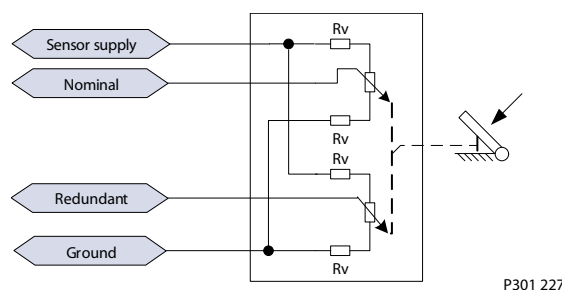 Rv
Sensor supply
Nominal
Rv
Rv
Redundant
Ground
Rv
P301 227